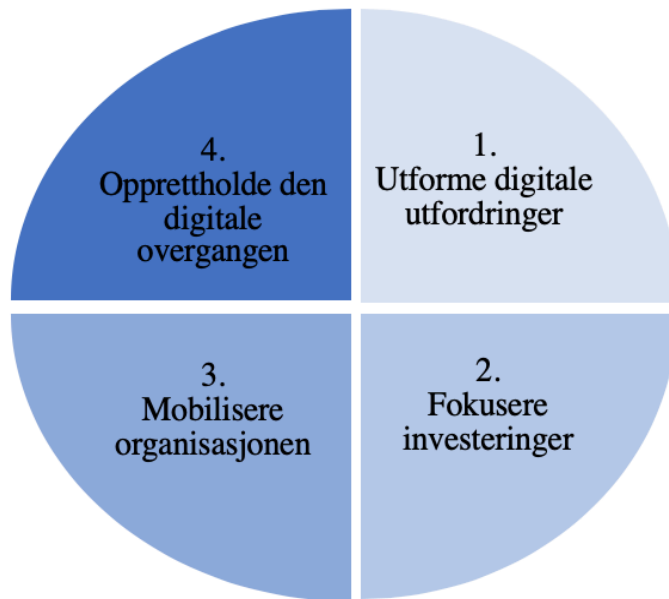 1.
Utforme digitale
utfordringer
2.
Fokusere
investeringer
3.
Mobilisere
organisasjonen
4.
Opprettholde den
digitale
overgangen